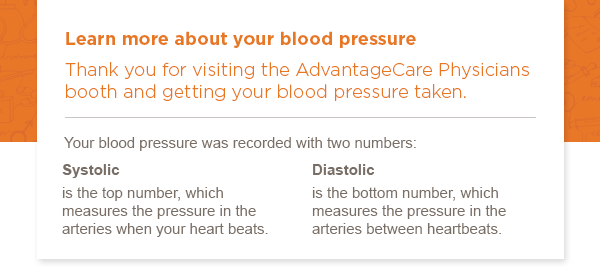 Learn more about your blood pressure
Thank you for visiting the AdvantageCare Physicians
booth and getting your blood pressure taken.
Your blood pressure was recorded with two numbers:
Systolic
is the top number, which
measures the pressure in the
arteries when your heart beats.
Diastolic
is the bottom number, which
measures the pressure in the
arteries between heartbeats.